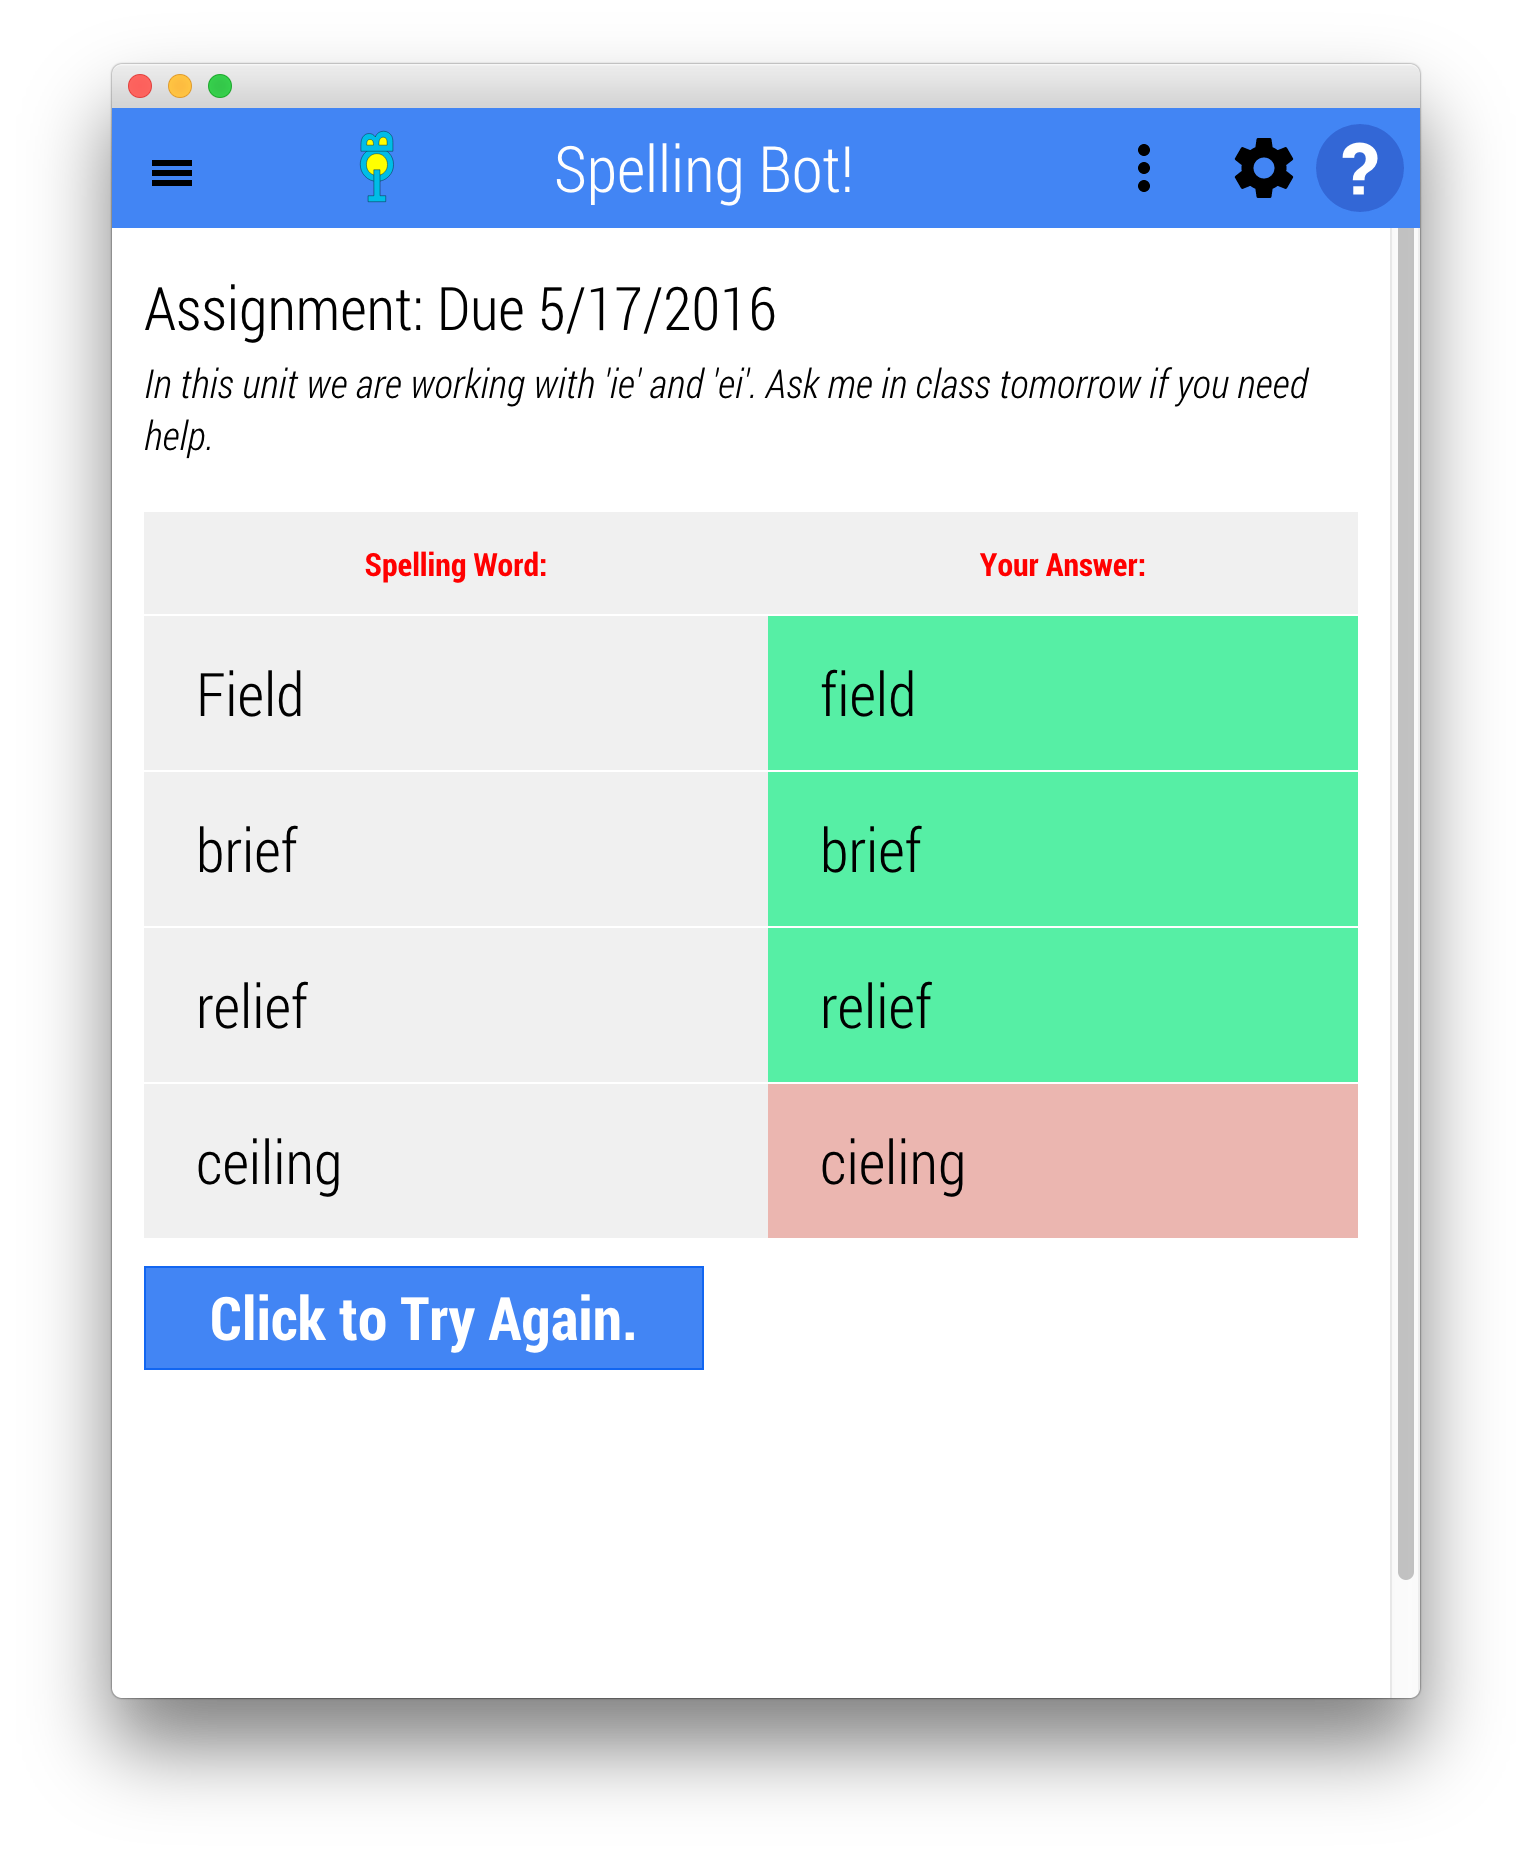 Spelling Bot!
?
Assignment: Due 5/17/2016
In this unit we are working with 'ie' and 'ei'. Ask me in class tomorrow if you need
help.
Spelling Word: Your Answer:
Field field
brief brief
relief relief
ceiling cieling
Click to Try Again.